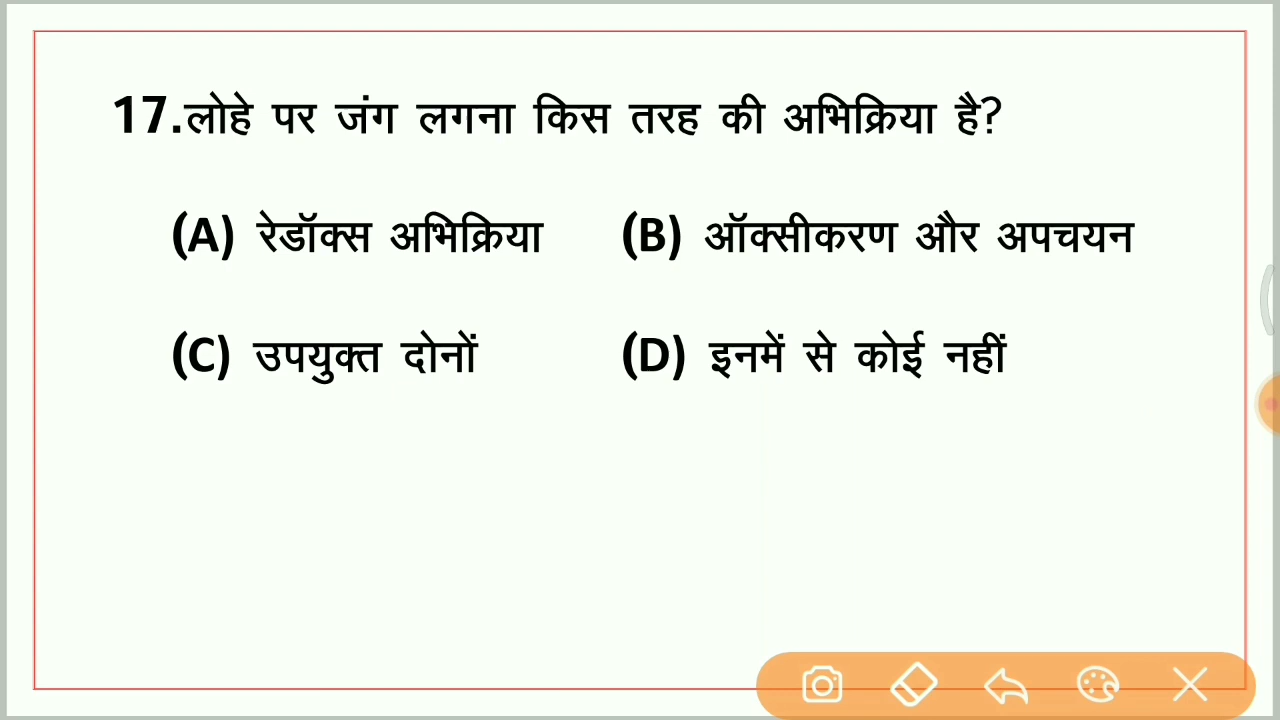 17.लोहे पर जंग लगना किस तरह की अभिक्रिया है?
(A) रेडॉक्स अभिक्रिया (B) ऑक्सीकरण और अपचयन
(C) उपयुक्त दोनों (D) इनमें से कोई नहीं